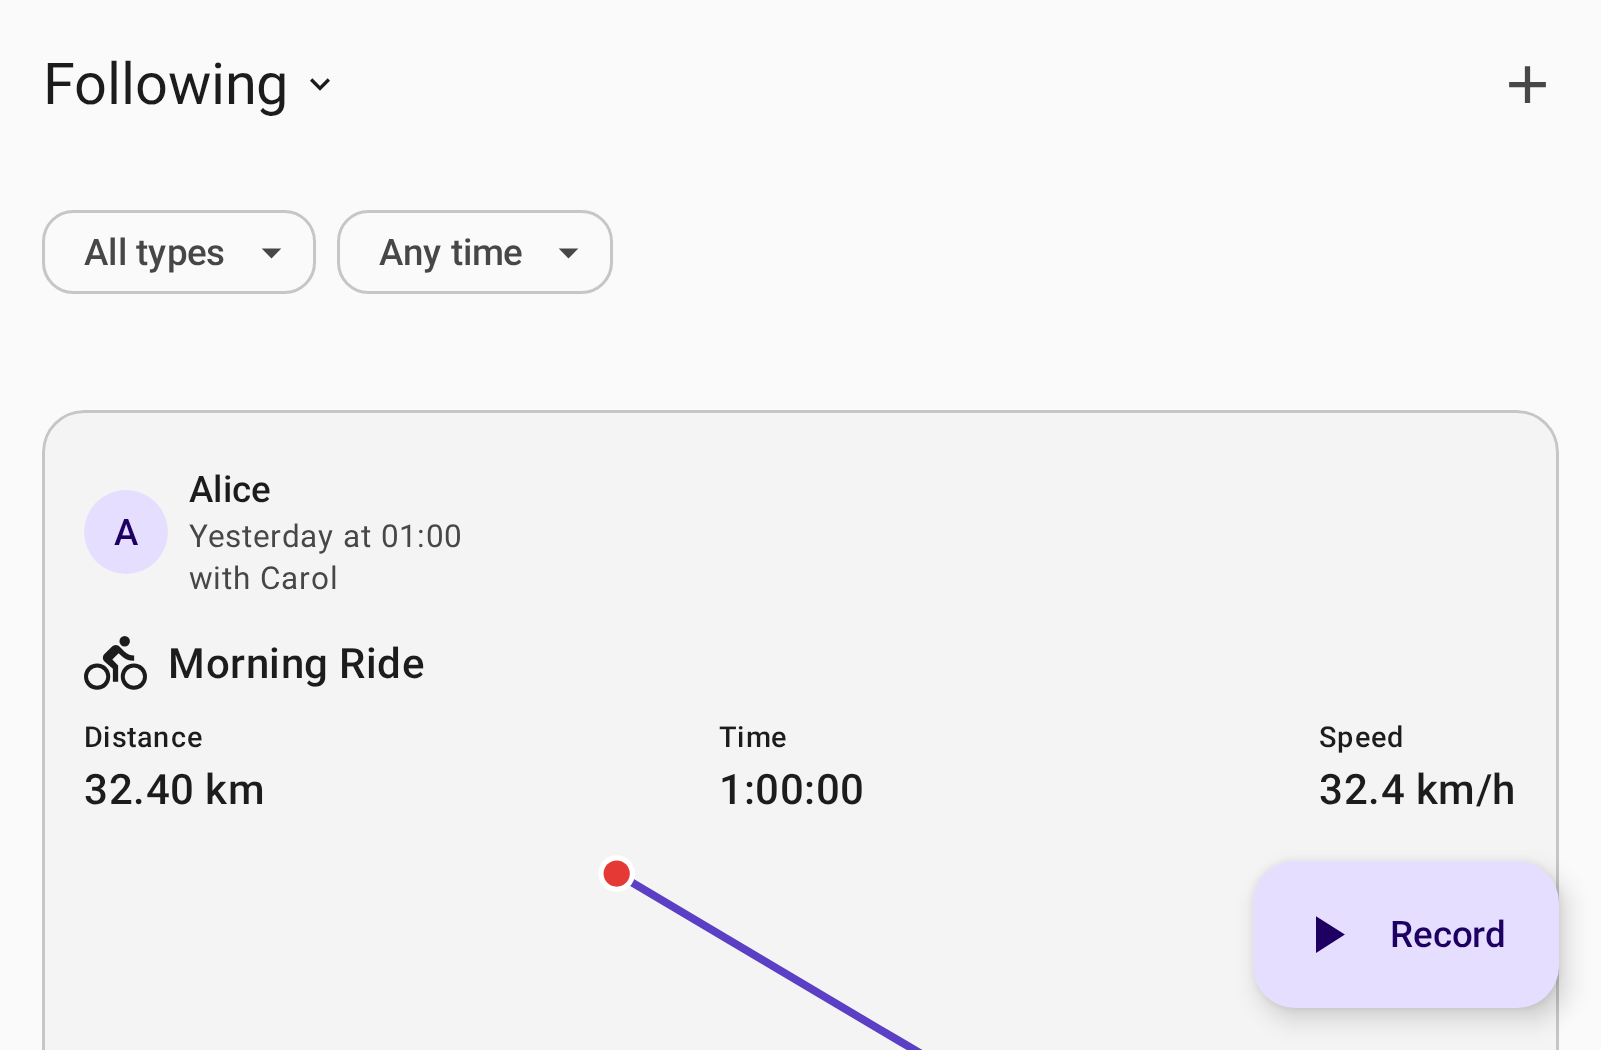 Following
All types
Any time
A
Alice
Yesterday at 01:00
with Carol
Morning Ride
Distance
Time
Speed
32.40 km
1:00:00
32.4 km/h
Record